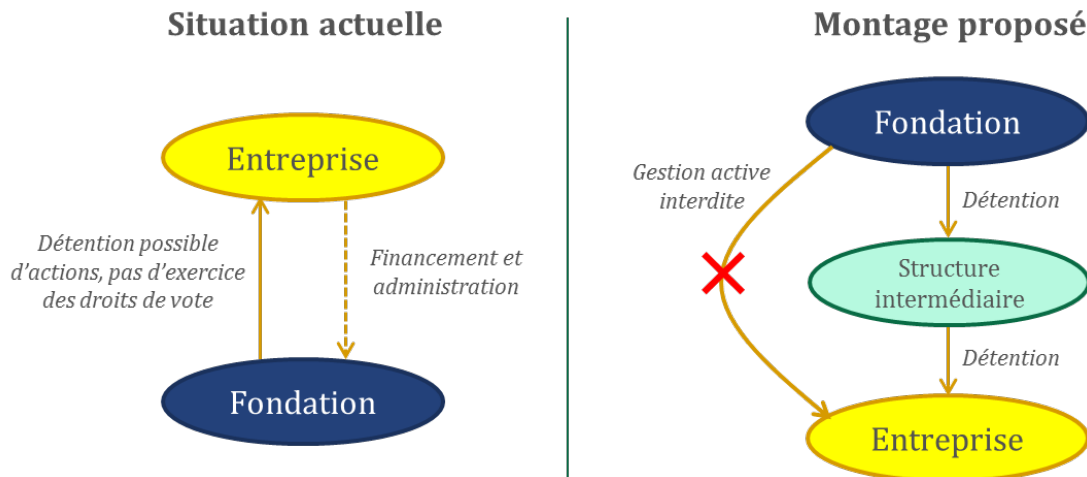 Situation actuelle
Entreprise
Détention possible
d'actions, pas d'exercice
des droits de vote
Financement et
administration
Fondation
Montage proposé
Fondation
Gestion active
interdite
Détention
Structure
intermédiaire
Détention
Entreprise